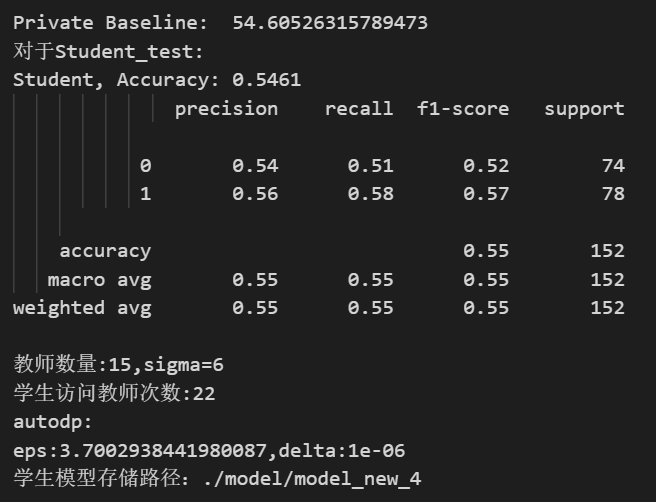 Private Baseline:  54.60526315789473
对于Student_test:
Student, Accuracy: 0.5461
precision    recall  f1-score   support
0       0.54      0.51      0.52        74
1       0.56      0.58      0.57        78
accuracy                           0.55       152
macro avg       0.55      0.55      0.55       152
weighted avg       0.55      0.55      0.55       152
教师数量:15,sigma=6
学生访问教师次数:22
autodp:
eps:3.7002938441980087,delta:1e-06
学生模型存储路径: ./model/model_new_4